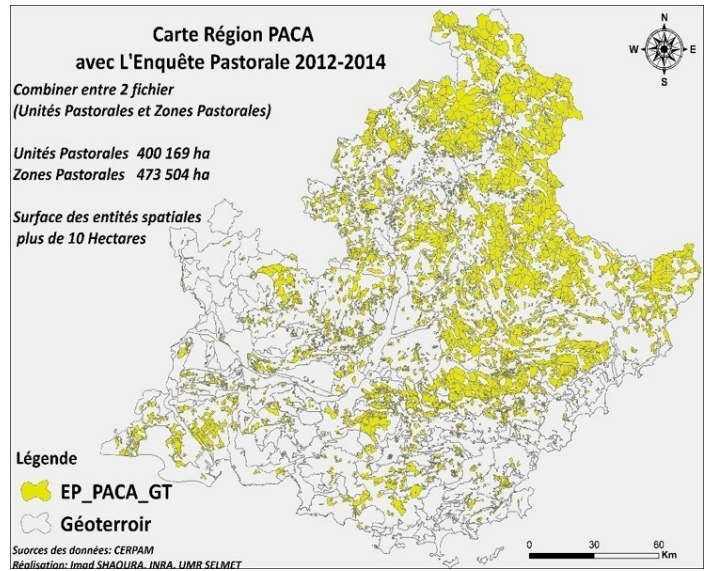 Carte Région PACA
avec L'Enquête Pastorale 2012-2014
Combiner entre 2 fichier
(Unités Pastorales et Zones Pastorales)
Unités Pastorales 400 169 ha
Zones Pastorales 473 504 ha
Surface des entités spatiales
plus de 10 Hectares
N
W E
S
Légende
EP_PACA_GT
Géoterroir
Suorces des données: CERPAM
Réalisation: Imad SHAQURA, INRA, UMR SELMET
0 30 60
Km